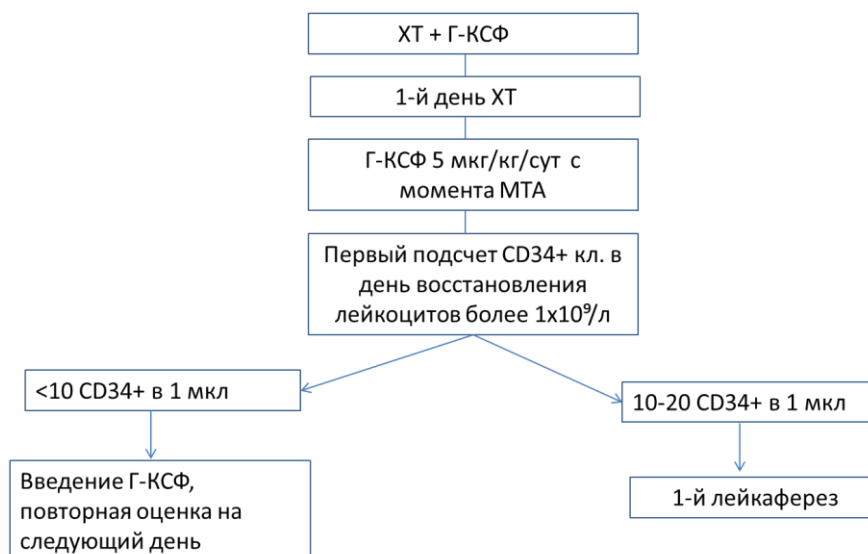 ХТ + Г-КСФ
1-й день ХТ
Г-КСФ 5 мкг/кг/сут с
момента МТА
Первый подсчет CD34+ кл. в
день восстановления
лейкоцитов более 1х10⁹/л
<10 CD34+ в 1 мкл
10-20 CD34+ в 1 мкл
Введение Г-КСФ,
повторная оценка на
следующий день
1-й лейкаферез